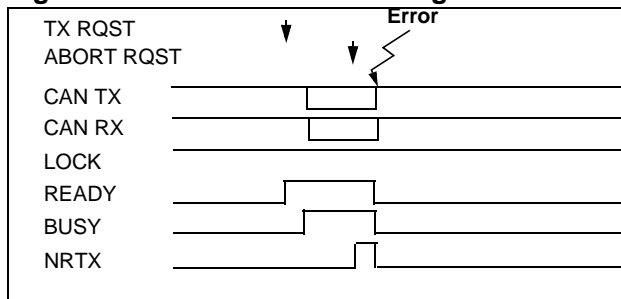 TX RQST
Error
ABORT RQST
CAN TX
CAN RX
LOCK
READY
BUSY
NRTX